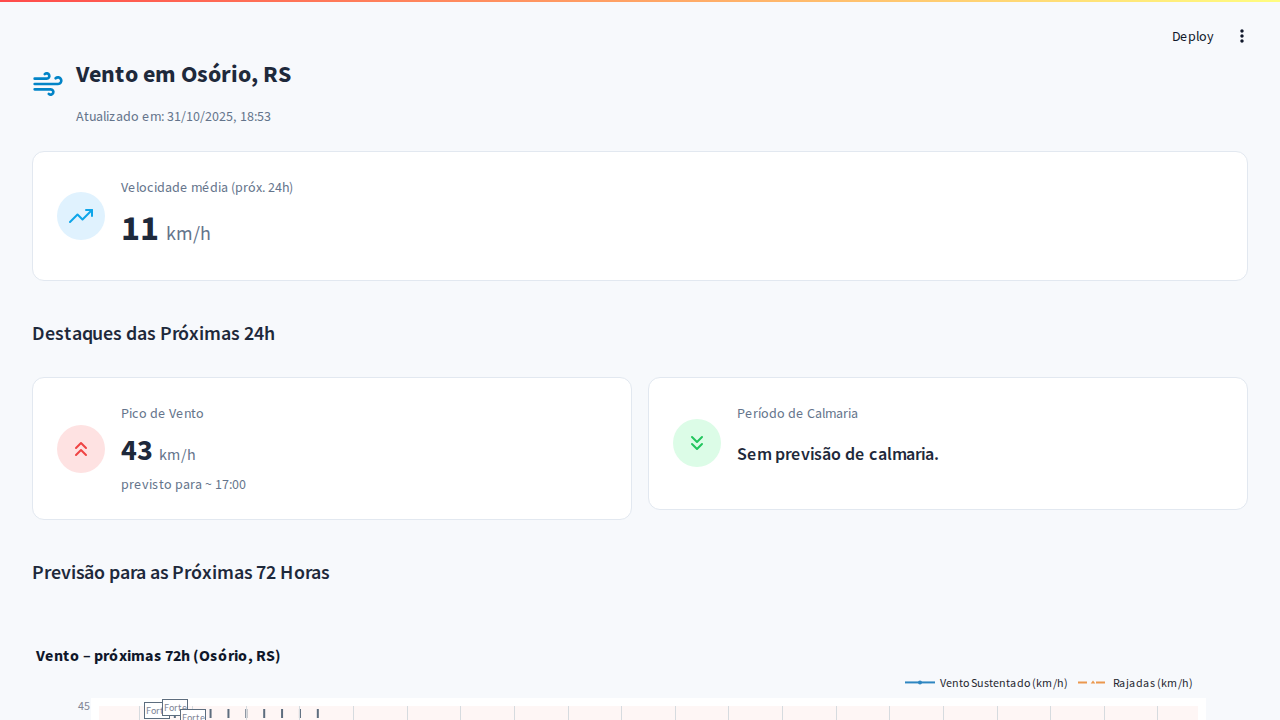 Deploy
Vento em Osório, RS
Atualizado em: 31/10/2025, 18:53
Velocidade média (próx. 24h)
11 km/h
Destaques das Próximas 24h
Pico de Vento
43 km/h
previsto para ~ 17:00
Período de Calmaria
Sem previsão de calmaria.
Previsão para as Próximas 72 Horas
Vento – próximas 72h (Osório, RS)
Vento Sustentado (km/h)
Rajadas (km/h)
45
Forte
Forte